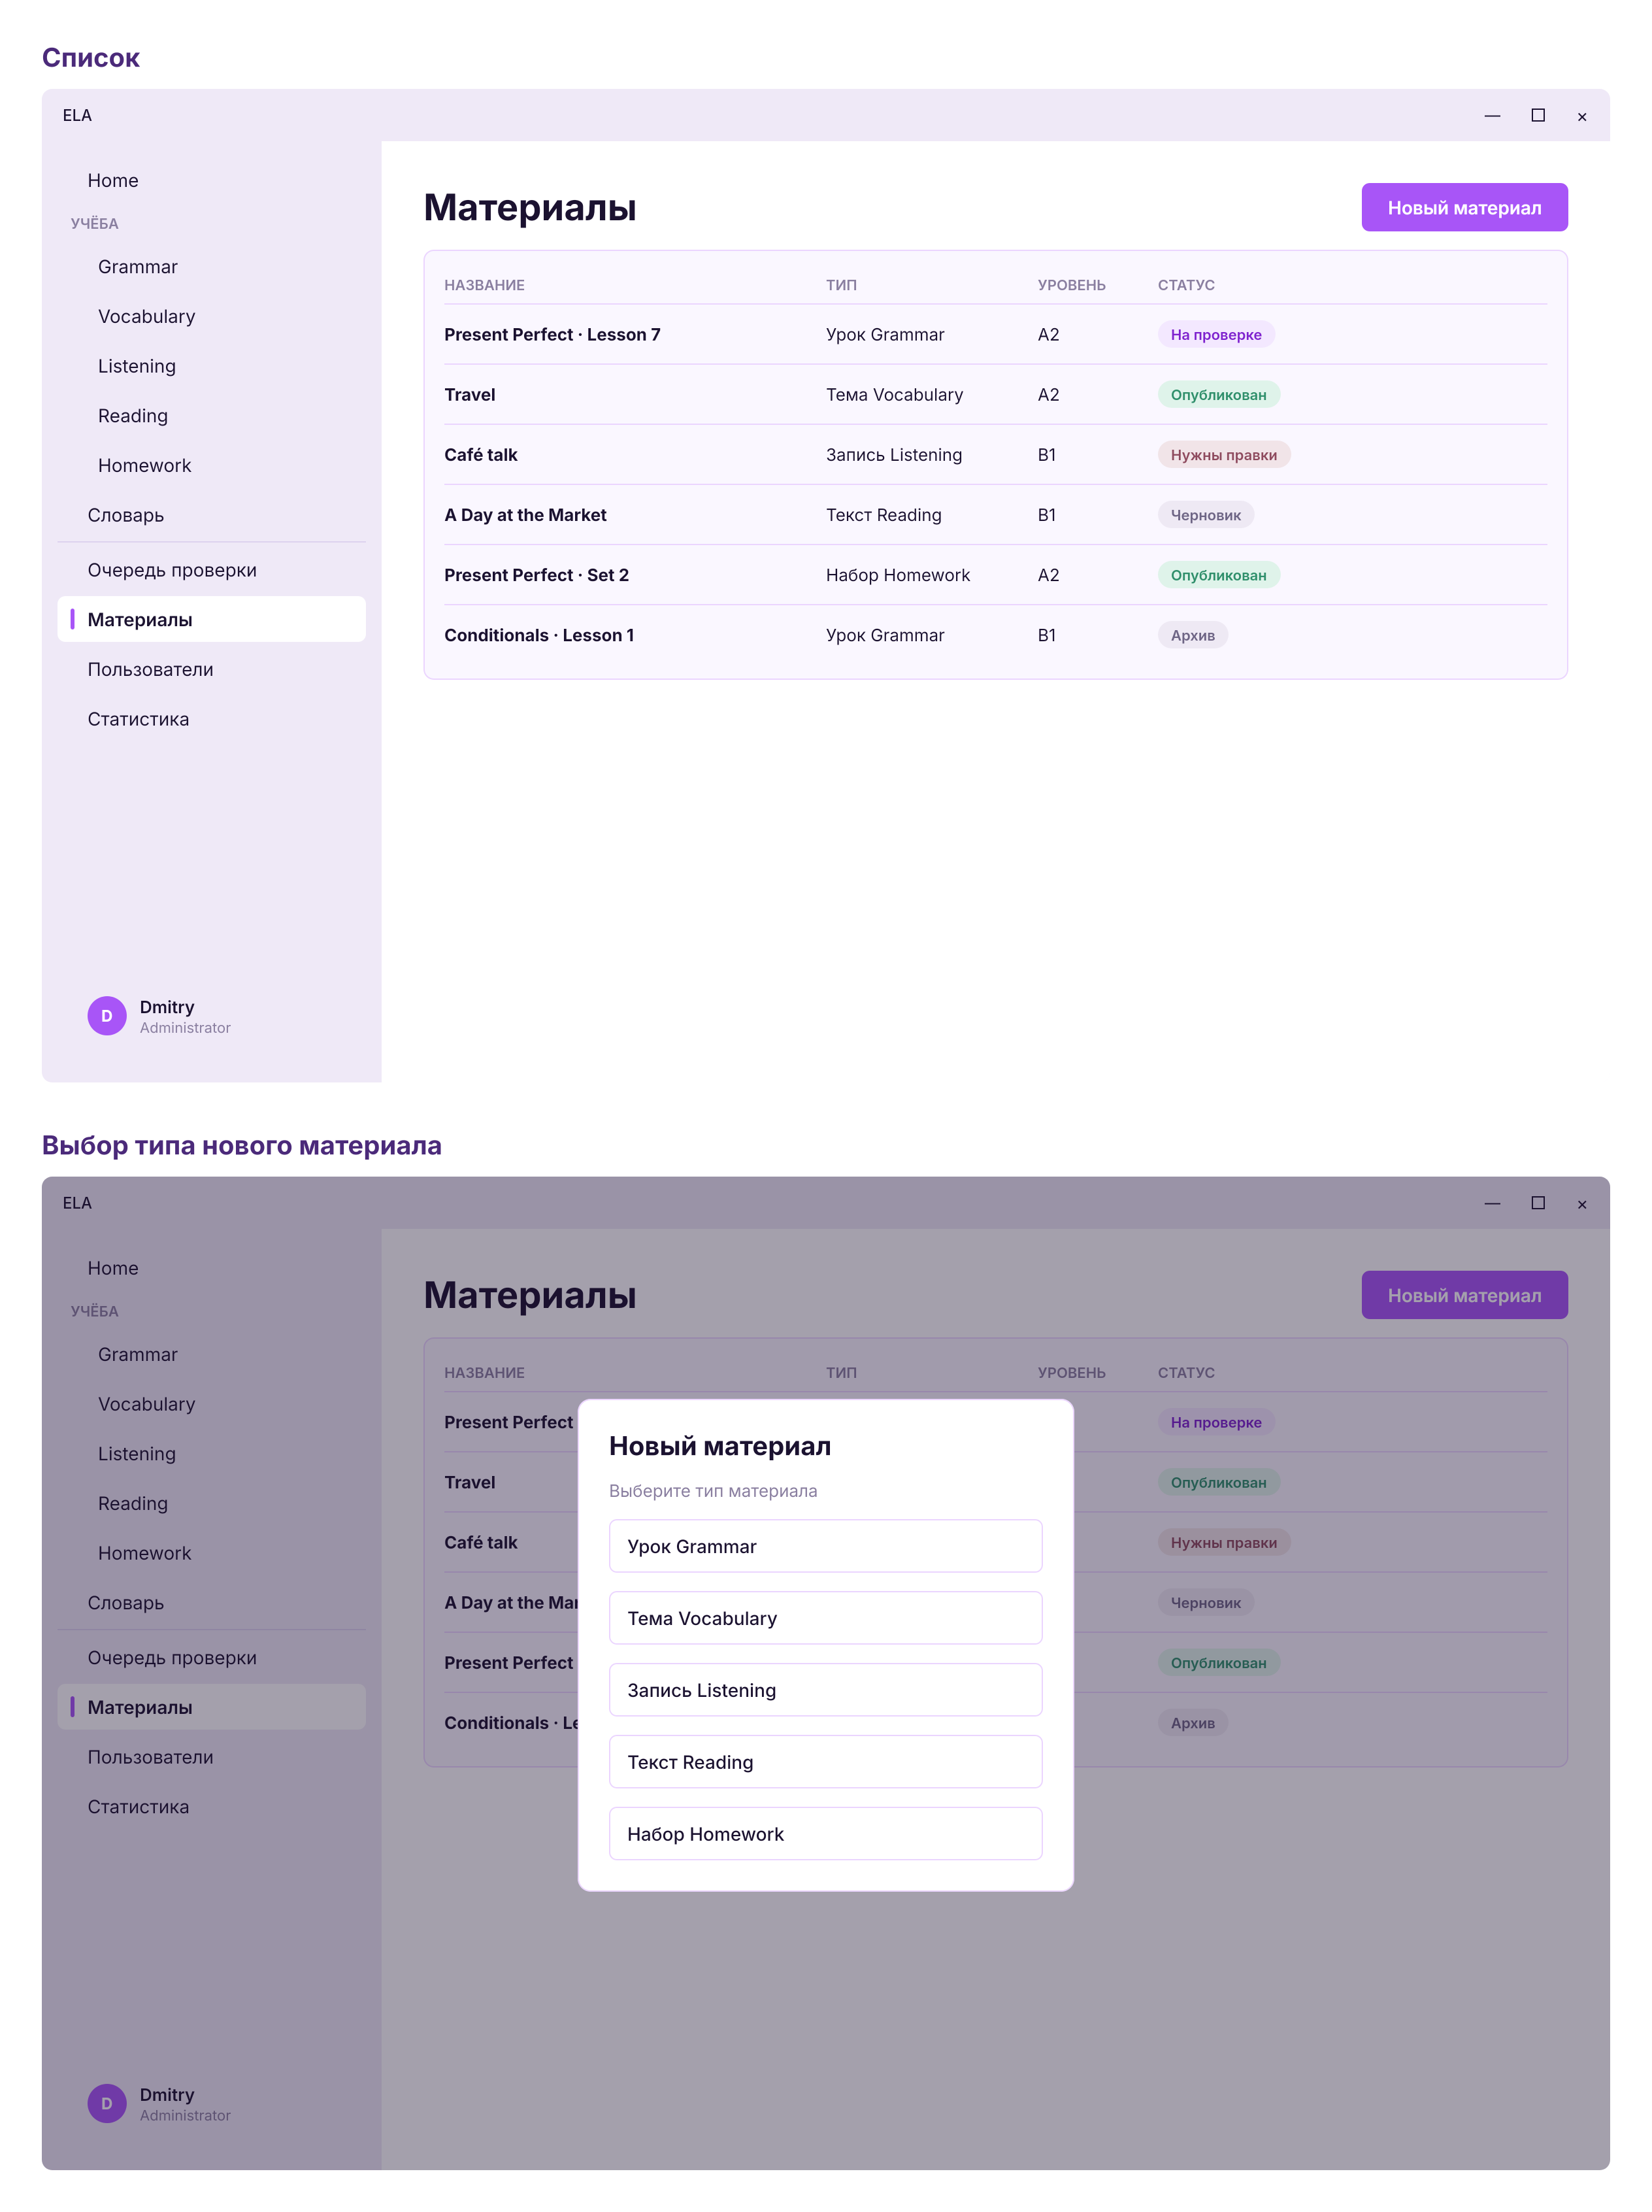 Список
ELA
Home
УЧЁБА
Grammar
Vocabulary
Listening
Reading
Homework
Словарь
Очередь проверки
Материалы
Пользователи
Статистика
D
Dmitry
Administrator
Материалы
Новый материал
НАЗВАНИЕ ТИП УРОВЕНЬ СТАТУС
Present Perfect · Lesson 7 Урок Grammar A2 На проверке
Travel Тема Vocabulary A2 Опубликован
Café talk Запись Listening B1 Нужны правки
A Day at the Market Текст Reading B1 Черновик
Present Perfect · Set 2 Набор Homework A2 Опубликован
Conditionals · Lesson 1 Урок Grammar B1 Архив
Выбор типа нового материала
ELA
Home
УЧЁБА
Grammar
Vocabulary
Listening
Reading
Homework
Словарь
Очередь проверки
Материалы
Пользователи
Статистика
D
Dmitry
Administrator
Материалы
Новый материал
НАЗВАНИЕ ТИП УРОВЕНЬ СТАТУС
Present Perfect На проверке
Travel Опубликован
Café talk Нужны правки
A Day at the Mar Черновик
Present Perfect Опубликован
Conditionals · Le Архив
Новый материал
Выберите тип материала
Урок Grammar
Тема Vocabulary
Запись Listening
Текст Reading
Набор Homework